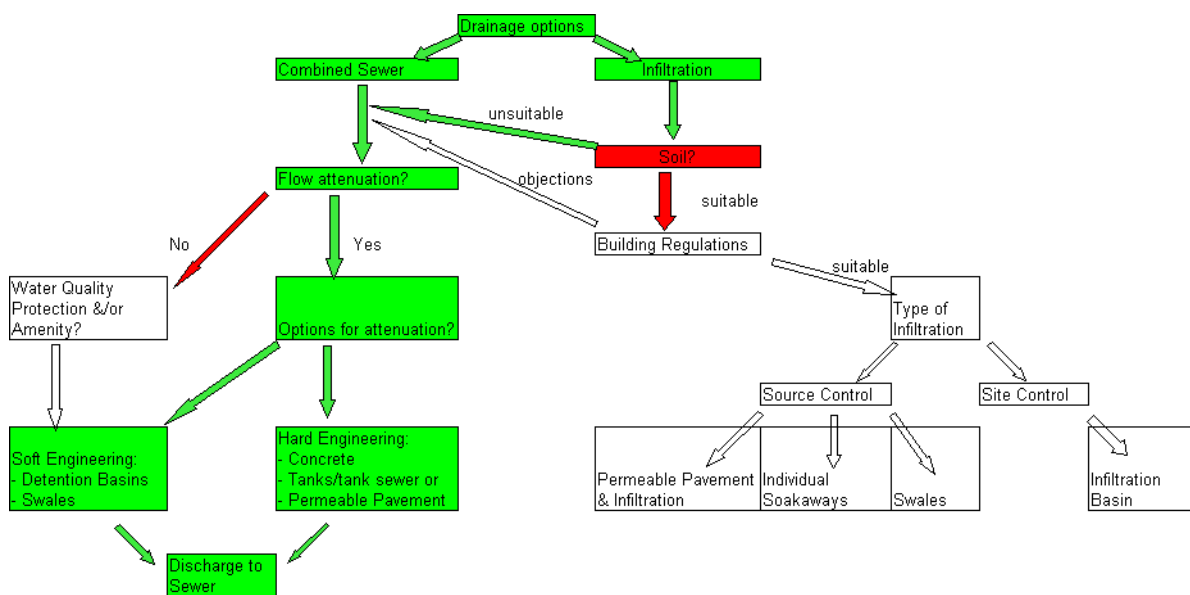 Drainage options
Combined Sewer
Infiltration
unsuitable
Soil?
Flow attenuation?
objections
suitable
Building Regulations
No
Yes
suitable
Water Quality
Protection &/or
Amenity?
Options for attenuation?
Type of
Infiltration
Source Control
Site Control
Soft Engineering:
- Detention Basins
- Swales
Hard Engineering:
- Concrete
- Tanks/tank sewer or
- Permeable Pavement
Permeable Pavement
& Infiltration
Individual
Soakaways
Swales
Infiltration
Basin
Discharge to
Sewer